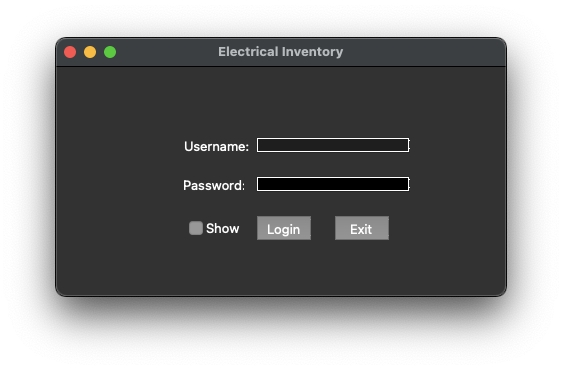 Electrical Inventory
Username:
Password:
Show Login Exit